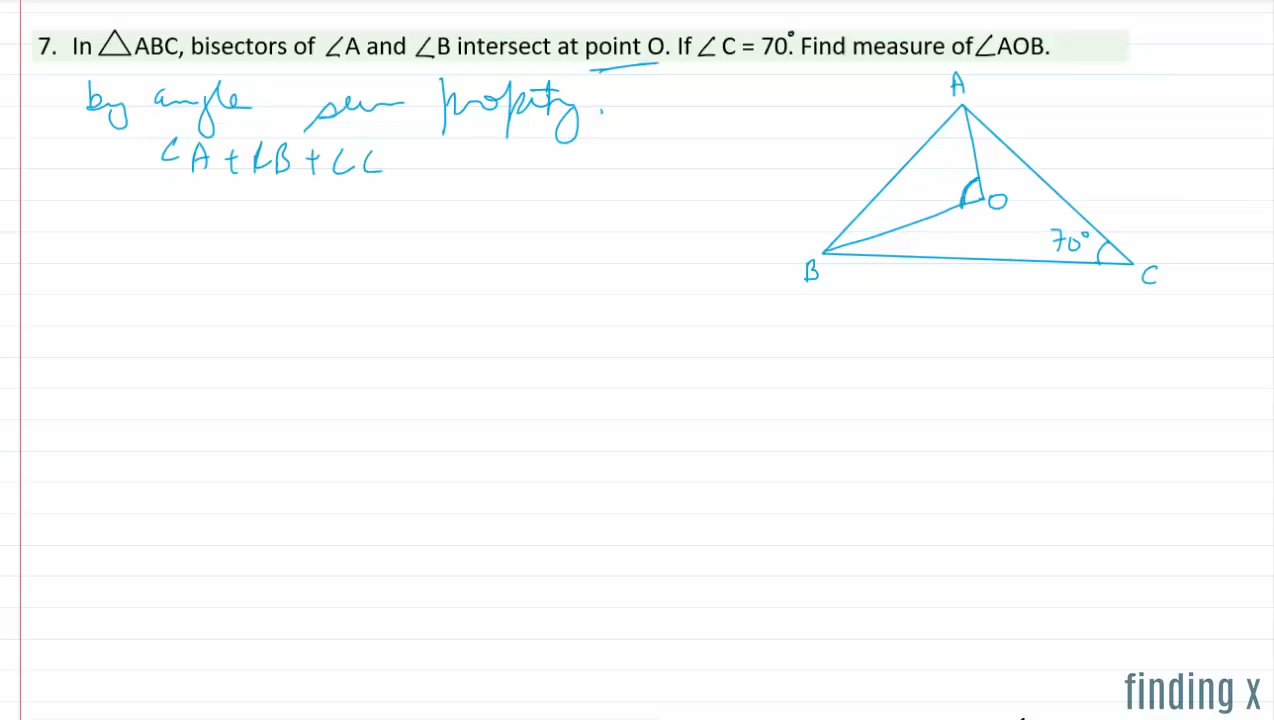 7. In △ABC, bisectors of ∠A and ∠B intersect at point O. If ∠C = 70°. Find measure of ∠AOB.
by angle sum property.
∠A + ∠B + ∠C
A
O
70°
B
C
finding x